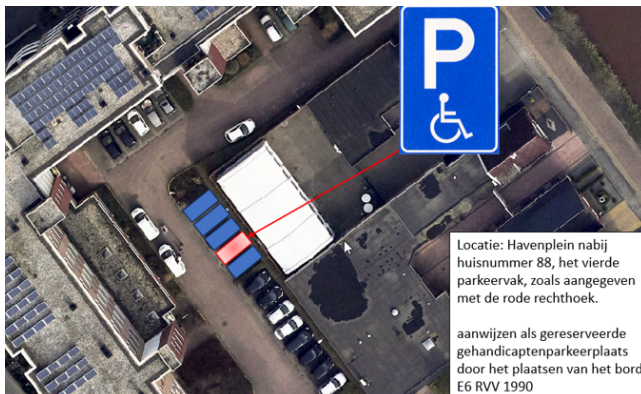 P
Locatie: Havenplein nabij
huisnummer 88, het vierde
parkeervak, zoals aangegeven
met de rode rechthoek.
aanwijzen als gereserveerde
gehandicaptenparkeerplaats
door het plaatsen van het bord
E6 RVV 1990